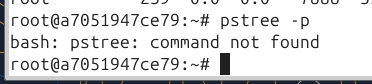 root@a7051947ce79:~# pstree -p
bash: pstree: command not found
root@a7051947ce79:~#